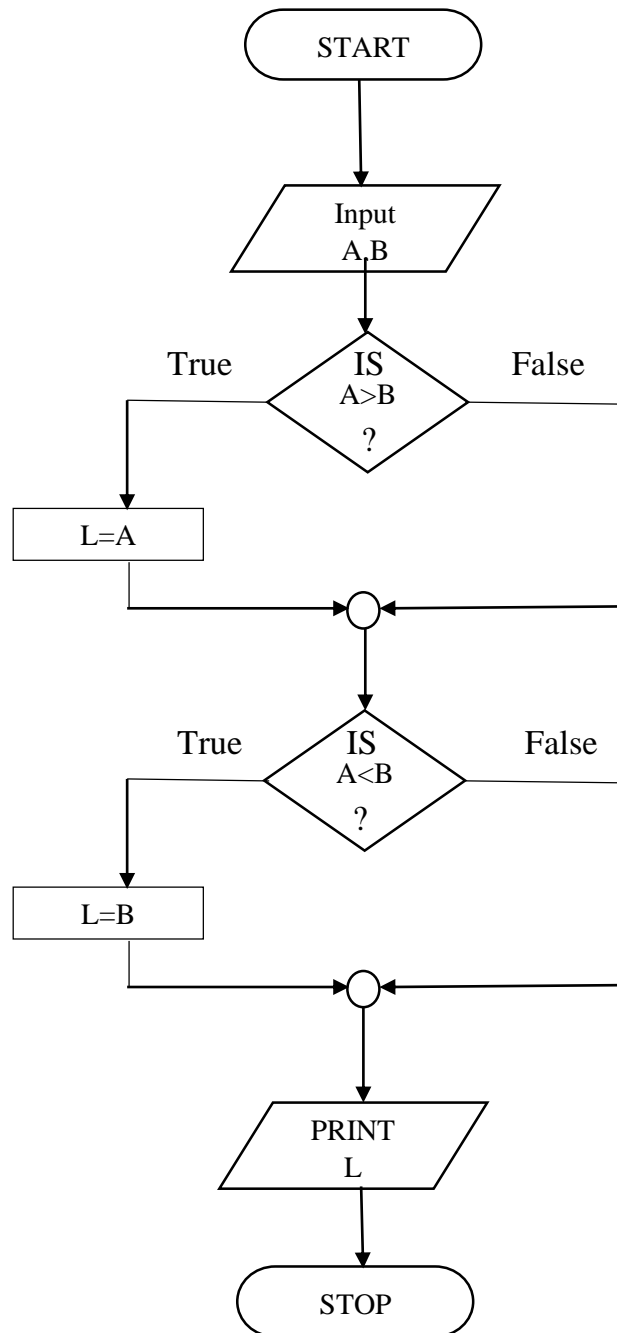 START
Input
A,B
True
IS
A>B
?
False
L=A
True
IS
A<B
?
False
L=B
PRINT
L
STOP